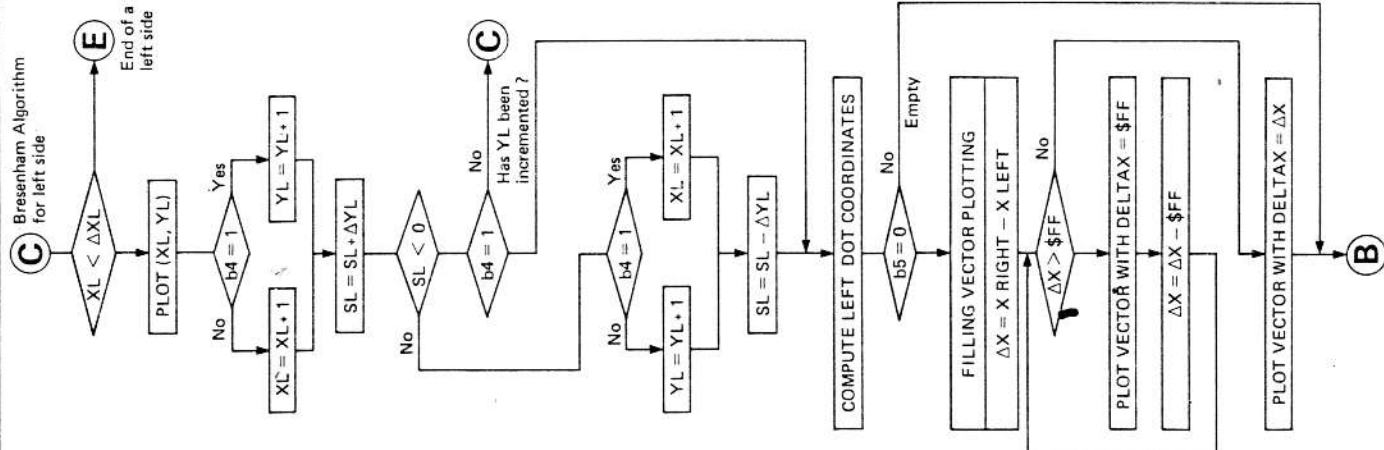 C
Bresenham Algorithm
for left side
XL < ΔXL
E
End of a
left side
PLOT (XL, YL)
b4 = 1
No
Yes
XL = XL + 1
YL = YL + 1
SL = SL + ΔYL
SL < 0
No
b4 = 1
No
C
Has YL been
incremented ?
b4 = 1
No
Yes
YL = YL + 1
XL = XL + 1
SL = SL − ΔYL
COMPUTE LEFT DOT COORDINATES
b5 = 0
No
Empty
FILLING VECTOR PLOTTING
ΔX = X RIGHT − X LEFT
ΔX > $FF
No
PLOT VECTOR WITH DELTAX = $FF
ΔX = ΔX − $FF
PLOT VECTOR WITH DELTAX = ΔX
B